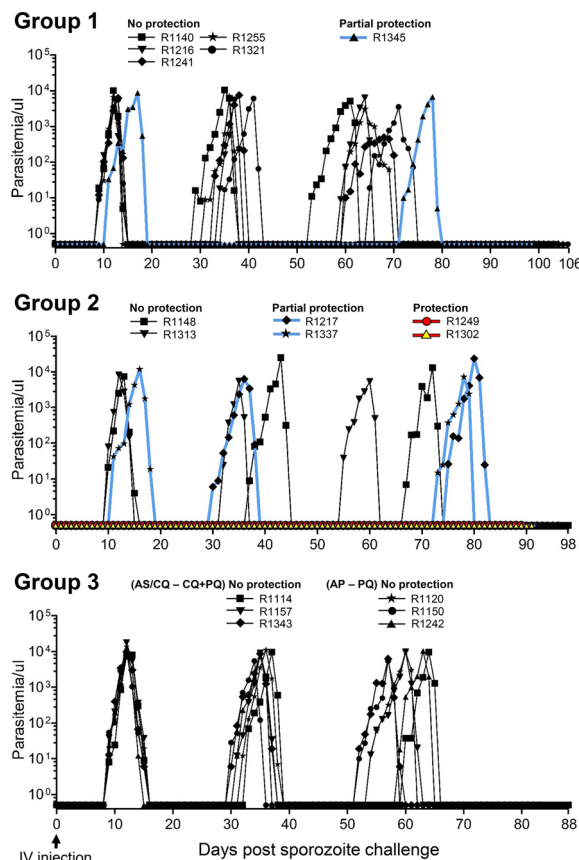 Group 1
No protection
Partial protection
R1140
R1255
R1345
R1216
R1321
R1241
Parasitemia/ul
10^5
10^4
10^3
10^2
10^1
10^0
0 10 20 30 40 50 60 70 80 90 100 106
Group 2
No protection
Partial protection
Protection
R1148
R1217
R1249
R1313
R1337
R1302
Parasitemia/ul
10^5
10^4
10^3
10^2
10^1
10^0
0 10 20 30 40 50 60 70 80 90 98
Group 3
(AS/CQ – CQ+PQ) No protection
(AP – PQ) No protection
R1114
R1120
R1157
R1150
R1343
R1242
Parasitemia/ul
10^5
10^4
10^3
10^2
10^1
10^0
0 10 20 30 40 50 60 70 80 88
Days post sporozoite challenge
IV injection